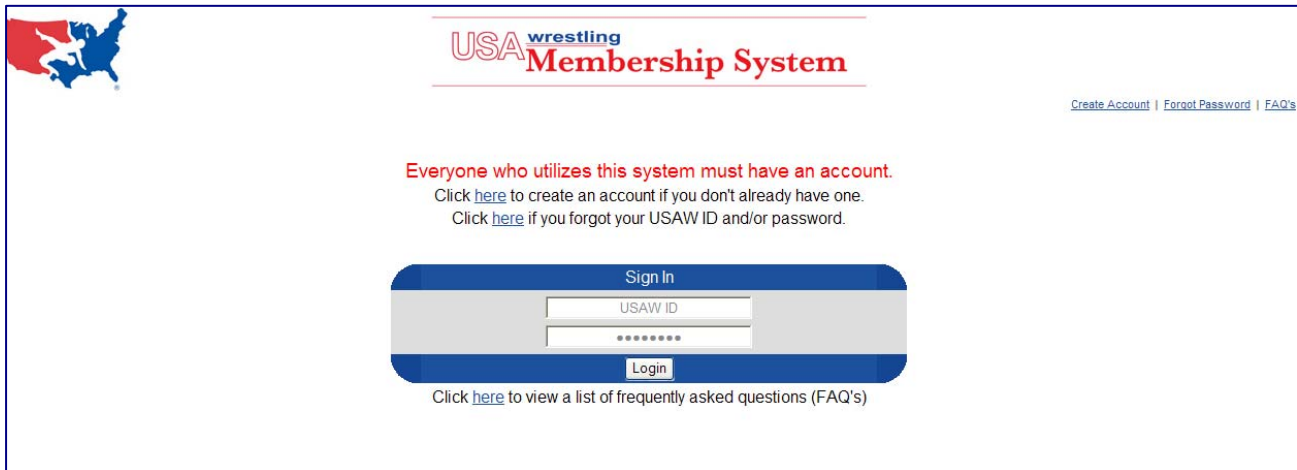 USA wrestling
Membership System
Create Account | Forgot Password | FAQ's
Everyone who utilizes this system must have an account.
Click here to create an account if you don't already have one.
Click here if you forgot your USAW ID and/or password.
Sign In
USAW ID
••••••••
Login
Click here to view a list of frequently asked questions (FAQ's)